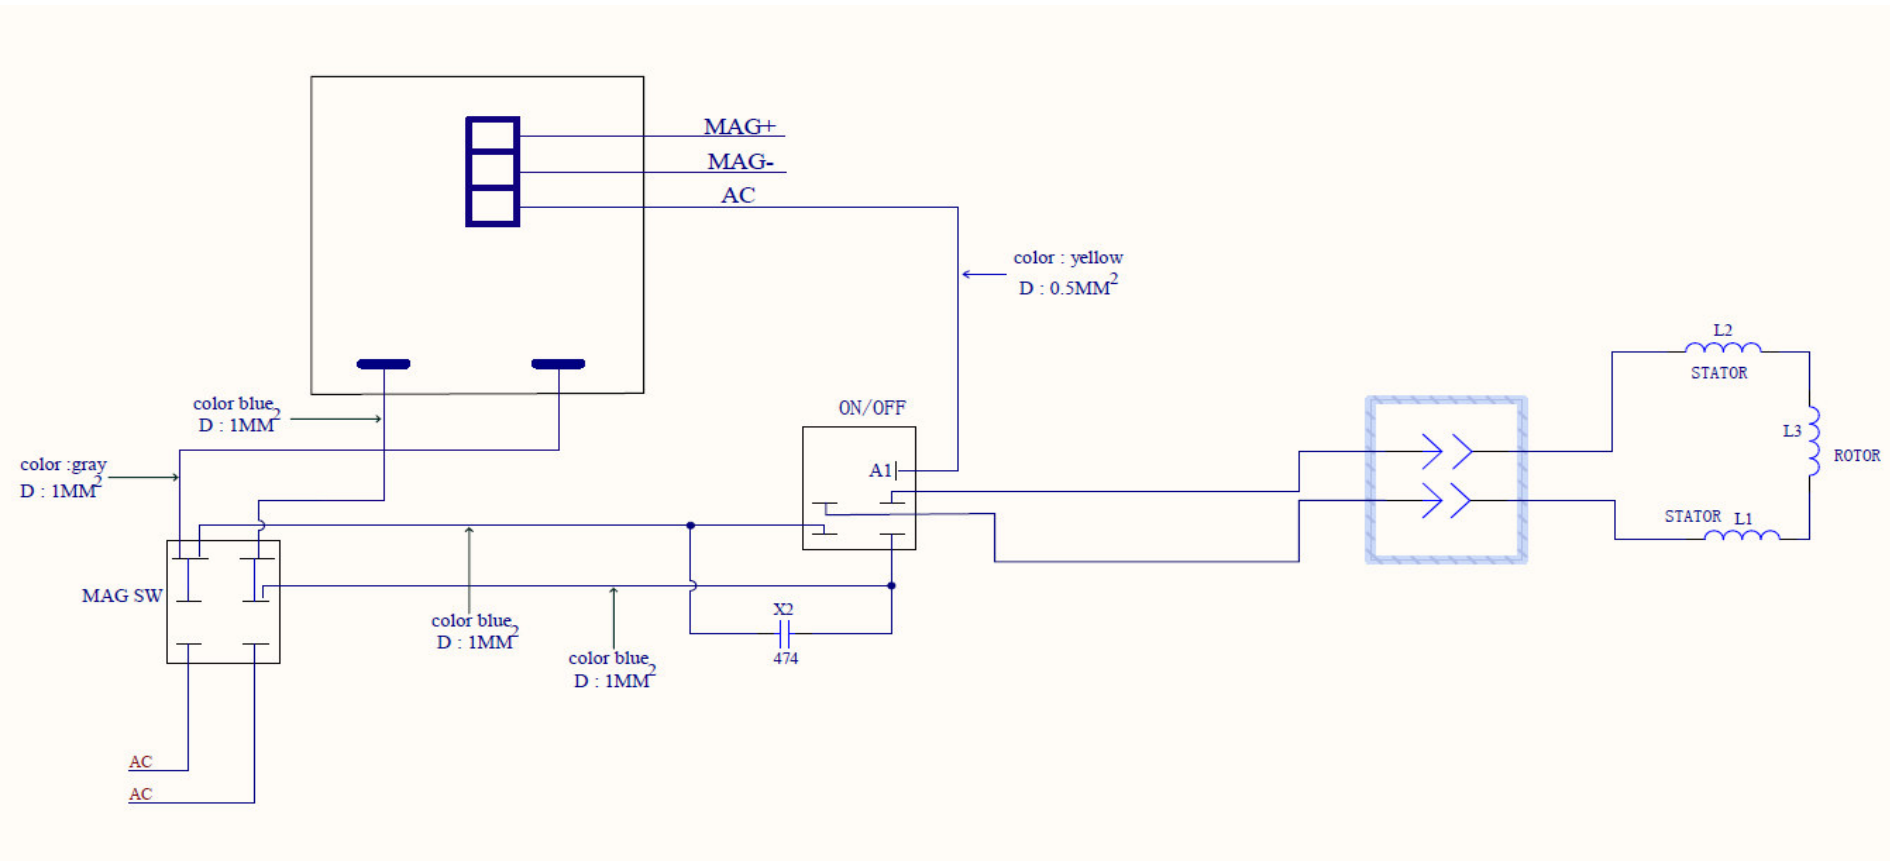 MAG+
MAG-
AC
color : yellow
D : 0.5MM2
L2
STATOR
color blue
D : 1MM2
ON/OFF
L3
ROTOR
color :gray
D : 1MM2
A1
STATOR L1
MAG SW
color blue
D : 1MM2
X2
474
color blue
D : 1MM2
AC
AC